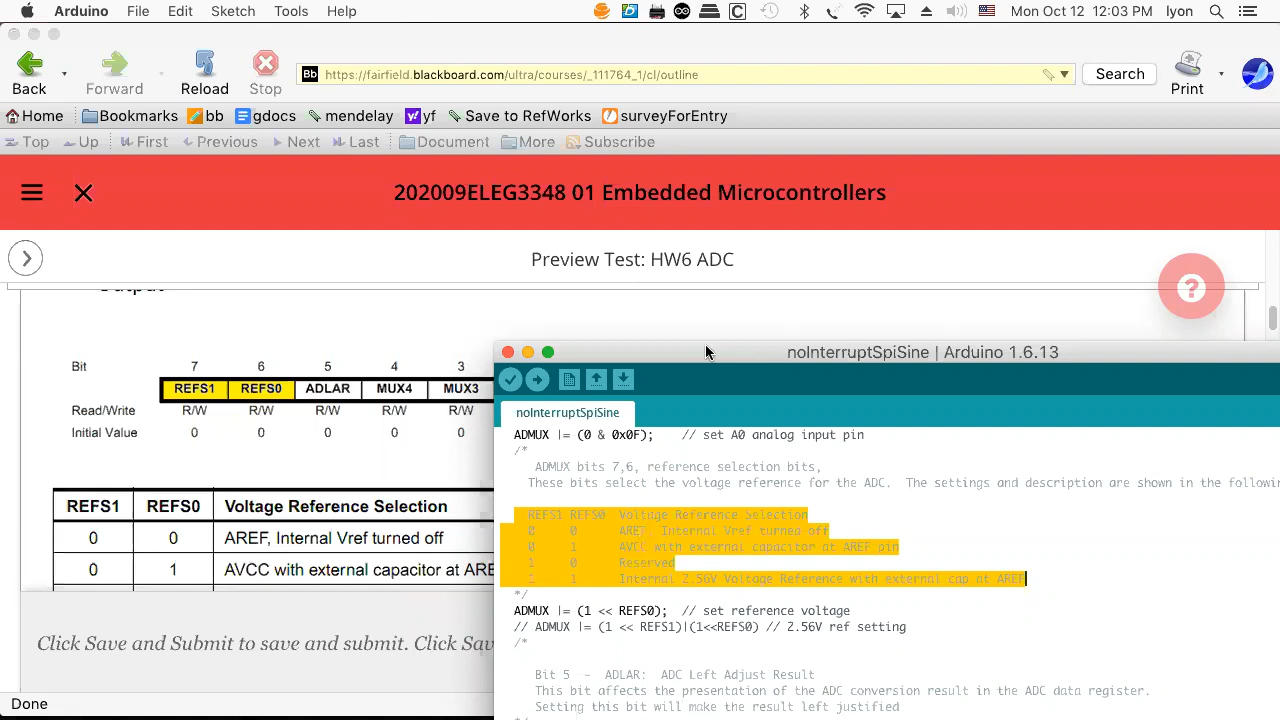 Arduino File Edit Sketch Tools Help Mon Oct 12 12:03 PM lyon
Back Forward Reload Stop Bb https://fairfield.blackboard.com/ultra/courses/_111764_1/cl/outline Search Print
Home Bookmarks bb gdocs mendelay yf Save to RefWorks surveyForEntry
Top Up First Previous Next Last Document More Subscribe
202009ELEG3348 01 Embedded Microcontrollers
Preview Test: HW6 ADC
Bit 7 6 5 4 3
REFS1 REFS0 ADLAR MUX4 MUX3
Read/Write R/W R/W R/W R/W R/W
Initial Value 0 0 0 0 0
REFS1 REFS0 Voltage Reference Selection
0 0 AREF, Internal Vref turned off
0 1 AVCC with external capacitor at ARE
Click Save and Submit to save and submit. Click Sav
Done
noInterruptSpiSine | Arduino 1.6.13
noInterruptSpiSine
ADMUX |= (0 & 0x0F); // set A0 analog input pin
/*
ADMUX bits 7,6, reference selection bits,
These bits select the voltage reference for the ADC. The settings and description are shown in the followi
REFS1 REFS0 Voltage Reference Selection
0 0 AREF Internal Vref turned off
0 1 AVCC with external capacitor at AREF pin
1 0 Reserved
1 1 Internal 2.56V Voltage Reference with external cap at AREF
*/
ADMUX |= (1 << REFS0); // set reference voltage
// ADMUX |= (1 << REFS1)|(1<<REFS0) // 2.56V ref setting
/*
Bit 5 - ADLAR: ADC Left Adjust Result
This bit affects the presentation of the ADC conversion result in the ADC data register.
Setting this bit will make the result left justified